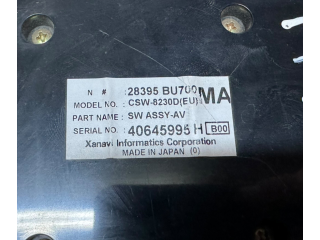 N # : 28395 BU700 MA
MODEL NO. : CSW-8230D(EU)
PART NAME : SW ASSY-AV
SERIAL NO. : 40645995 H B00
Xanavi Informatics Corporation
MADE IN JAPAN (0)